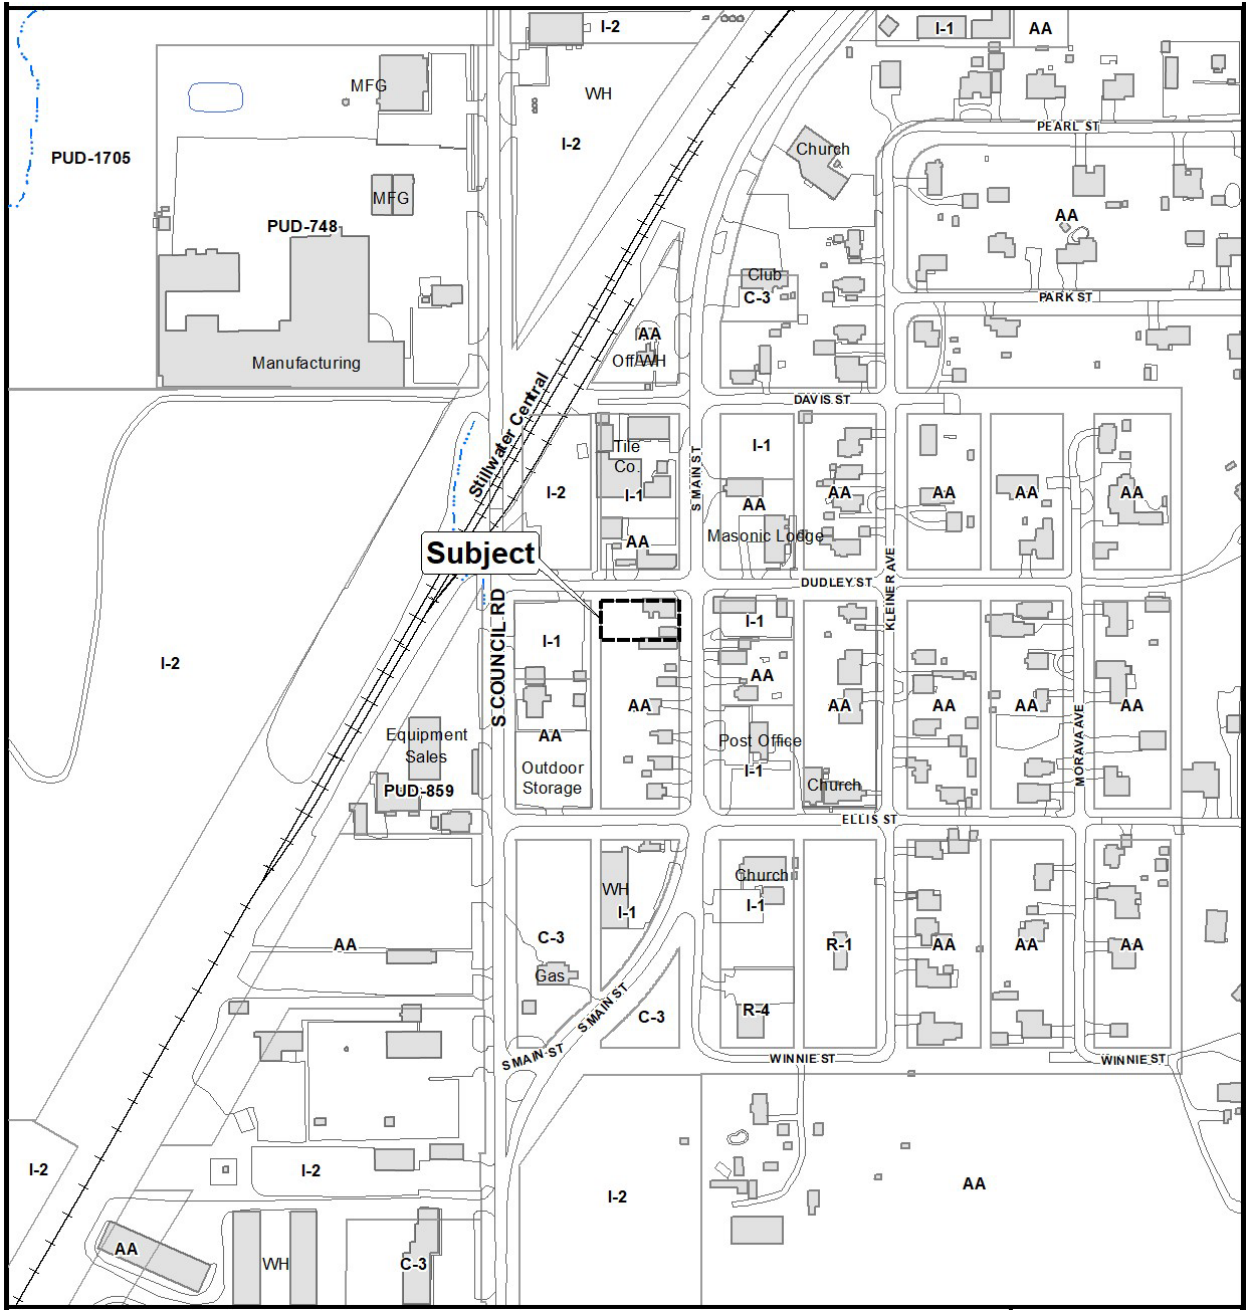 I-2
I-1
AA
MFG
WH
PUD-1705
I-2
PEARL ST
Church
MFG
PUD-748
AA
Club
C-3
PARK ST
AA
Off/WH
Manufacturing
Stillwater Central
DAVIS ST
Tile
Co.
I-1
I-1
S MAIN ST
I-2
AA
AA
AA
AA
AA
Masonic Lodge
AA
Subject
DUDLEY ST
KLEINER AVE
S COUNCIL RD
I-1
I-1
I-2
AA
AA
AA
AA
AA
AA
MORAVA AVE
Equipment
Sales
AA
Post Office
I-1
PUD-859
Outdoor
Storage
Church
ELLIS ST
WH
I-1
Church
I-1
C-3
AA
R-1
AA
AA
AA
Gas
S MAIN ST
C-3
R-4
S MAIN ST
WINNIE ST
WINNIE ST
I-2
I-2
I-2
AA
AA
WH
C-3